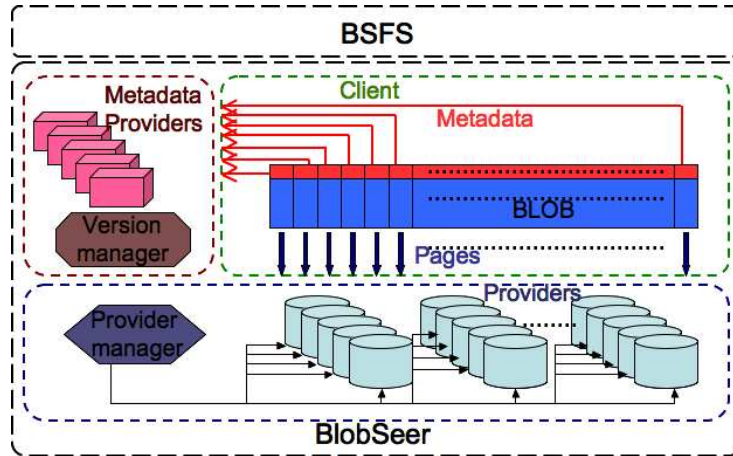 BSFS
Metadata
Providers
Client
Metadata
BLOB
Version
manager
Pages
Providers
Provider
manager
BlobSeer